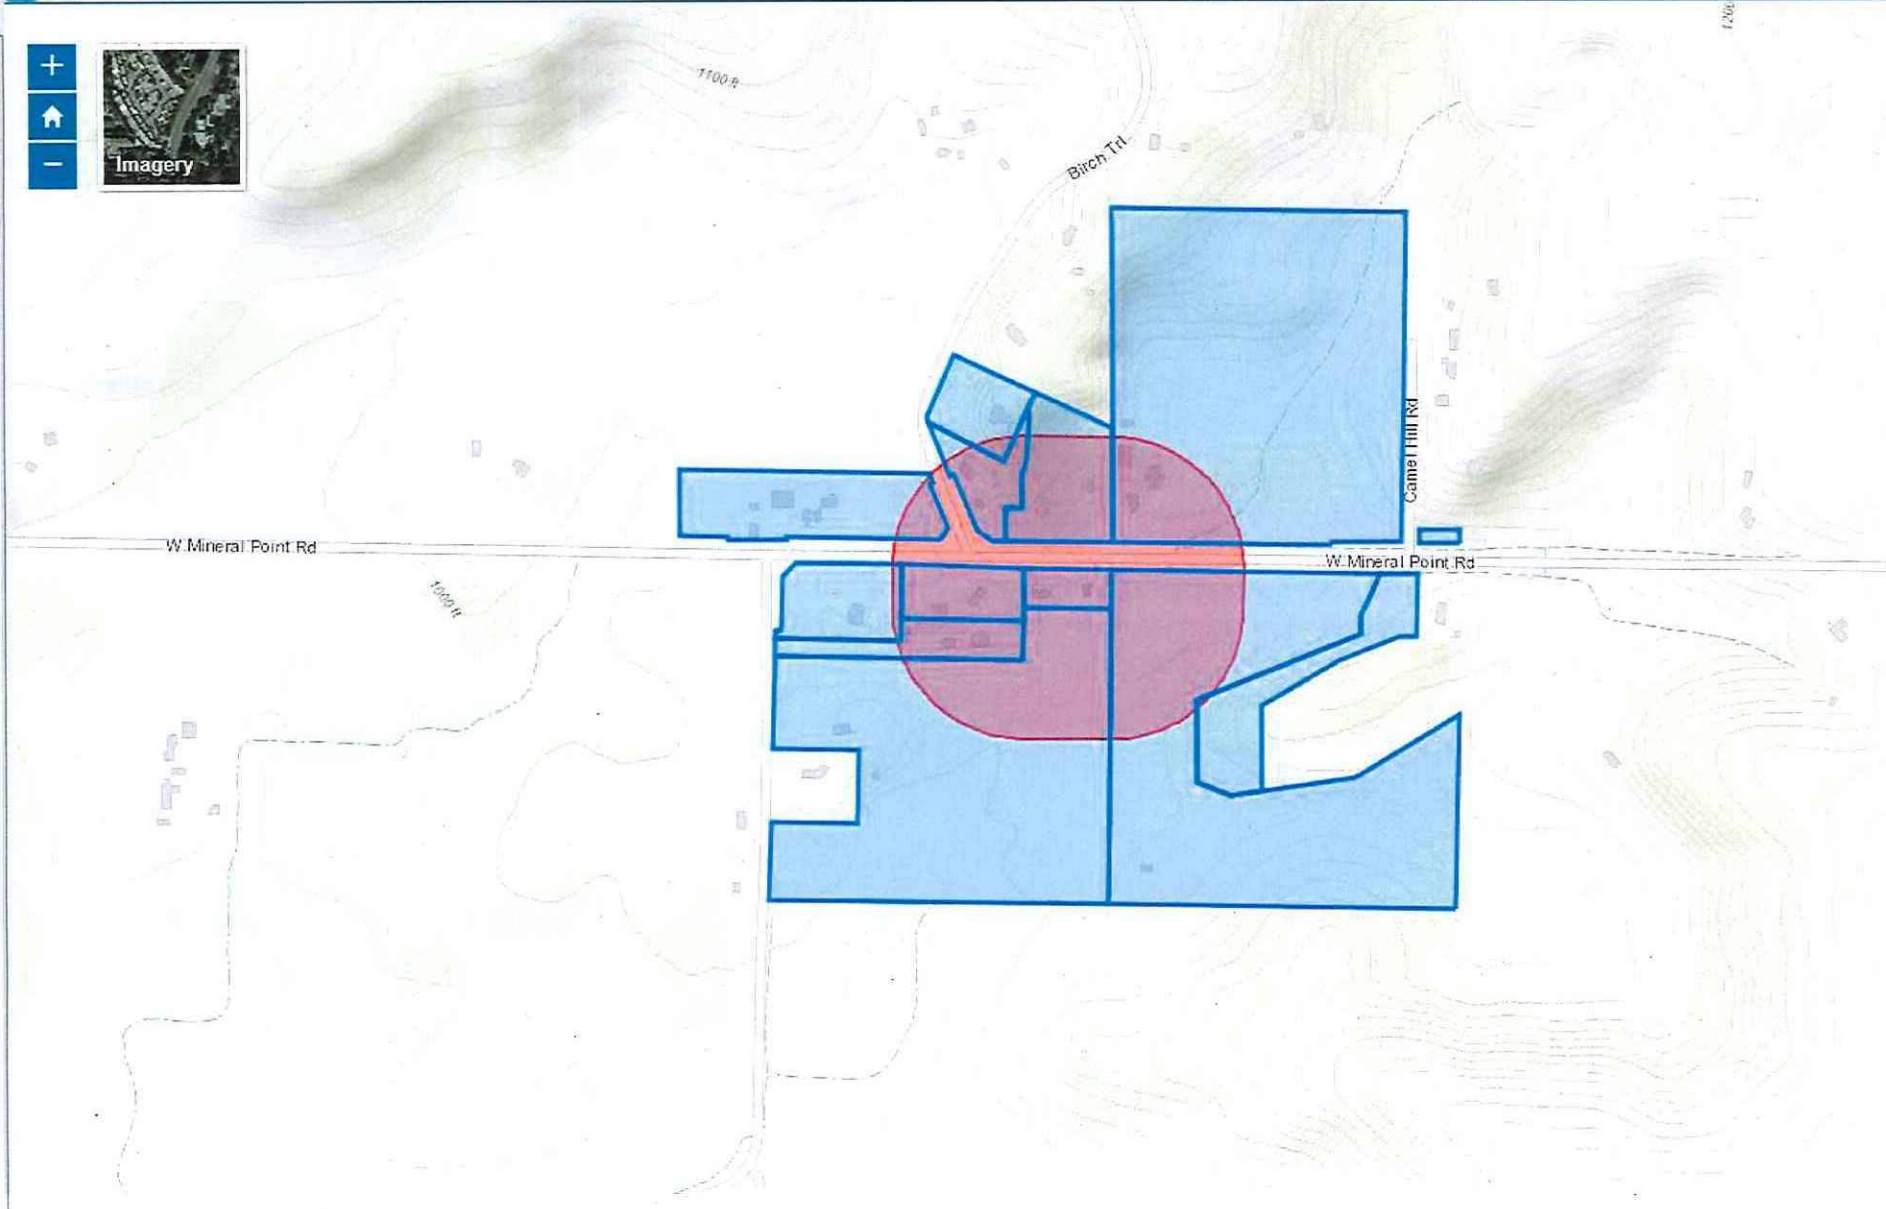 +
Imagery
−
1100 ft
Birch Trl
Camel Hill Rd
W Mineral Point Rd
W Mineral Point Rd
1000 ft